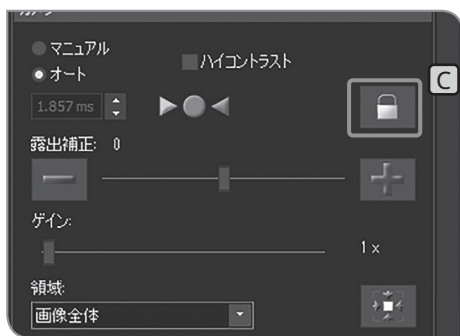 マニュアル
ハイコントラスト
オート
C
1.857 ms
露出補正: 0
ゲイン:
1 x
領域:
画像全体